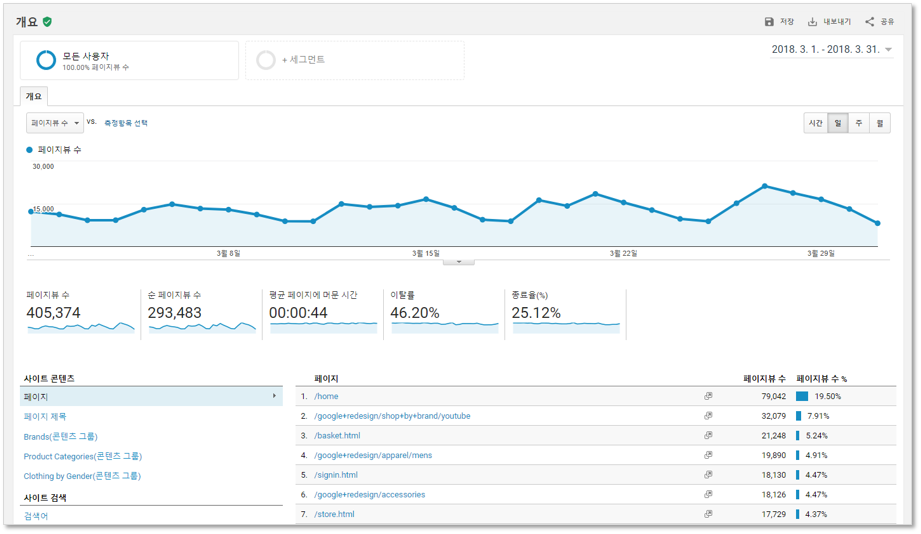 개요
저장 내보내기 공유
모든 사용자
100.00% 페이지뷰 수
+ 세그먼트
2018. 3. 1. - 2018. 3. 31.
개요
페이지뷰 수 vs. 측정항목 선택
시간 일 주 월
페이지뷰 수
30,000
15,000
... 3월 8일 3월 15일 3월 22일 3월 29일
페이지뷰 수 순 페이지뷰 수 평균 페이지에 머문 시간 이탈률 종료율(%)
405,374 293,483 00:00:44 46.20% 25.12%
사이트 콘텐츠
페이지
페이지 제목
Brands(콘텐츠 그룹)
Product Categories(콘텐츠 그룹)
Clothing by Gender(콘텐츠 그룹)
사이트 검색
검색어
페이지 페이지뷰 수 페이지뷰 수 %
1. /home 79,042 19.50%
2. /google+redesign/shop+by+brand/youtube 32,079 7.91%
3. /basket.html 21,248 5.24%
4. /google+redesign/apparel/mens 19,890 4.91%
5. /signin.html 18,130 4.47%
6. /google+redesign/accessories 18,126 4.47%
7. /store.html 17,729 4.37%